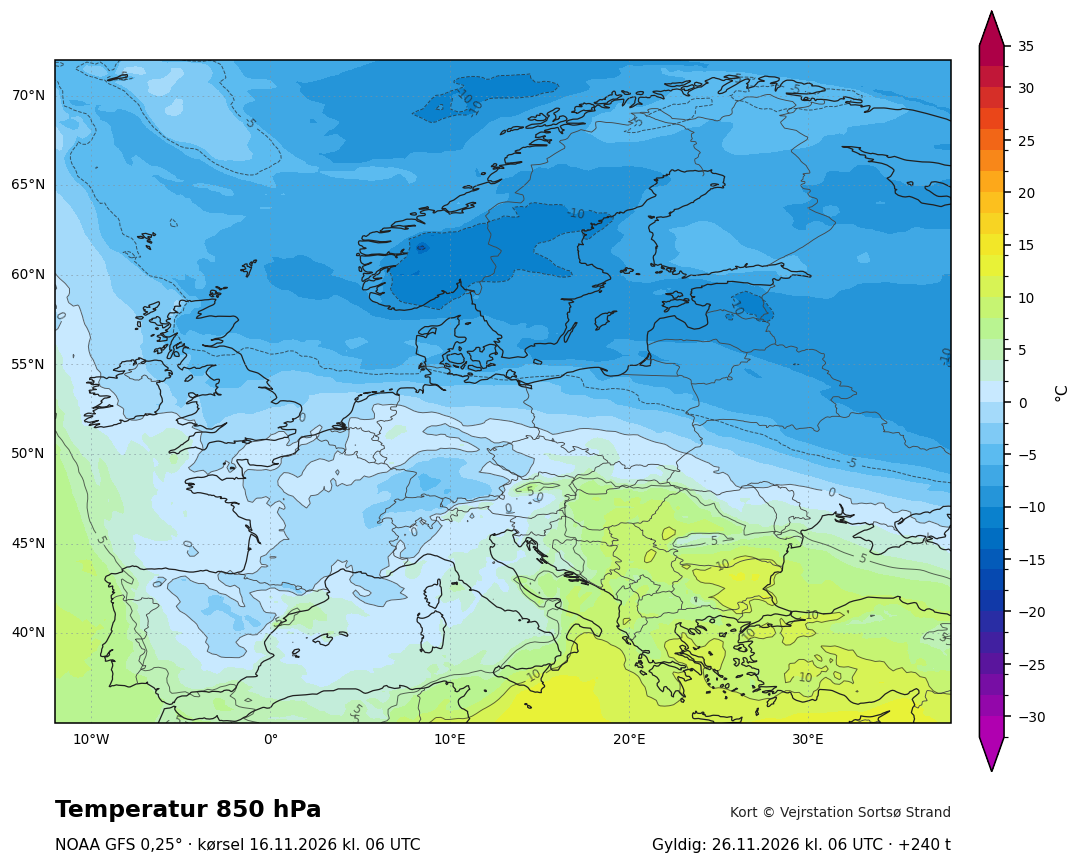 70°N
65°N
60°N
55°N
50°N
45°N
40°N
10°W 0° 10°E 20°E 30°E
35
30
25
20
15
10
5
0
−5
−10
−15
−20
−25
−30
°C
Temperatur 850 hPa
Kort © Vejrstation Sortsø Strand
NOAA GFS 0,25° · kørsel 16.11.2026 kl. 06 UTC
Gyldig: 26.11.2026 kl. 06 UTC · +240 t